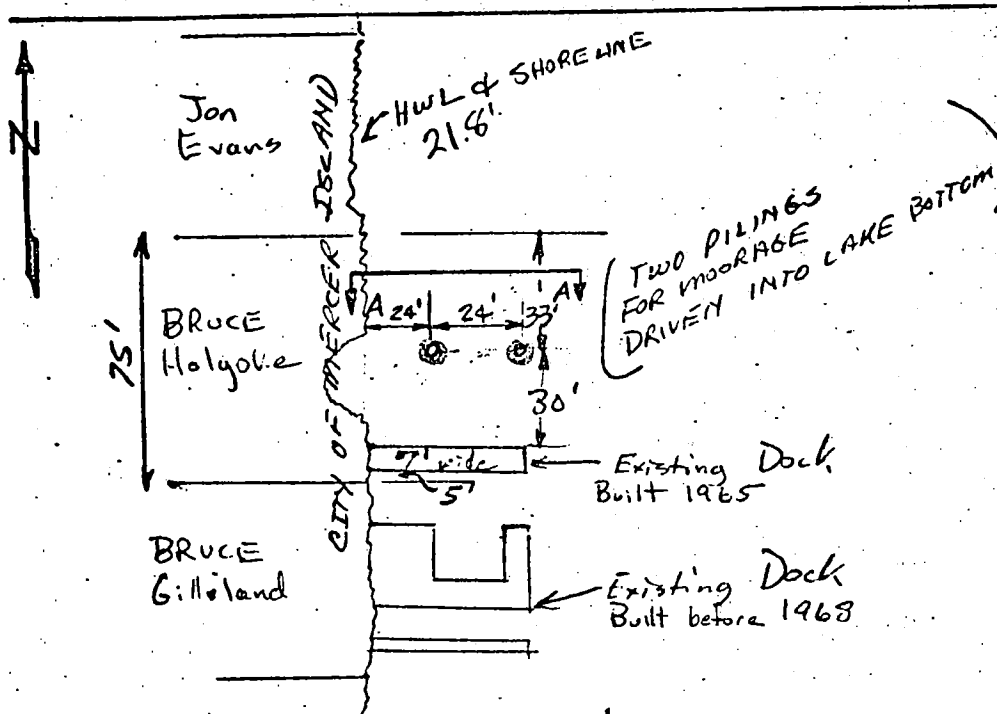 N
Jon
Evans
HWL & SHORELINE
21.8'
CITY OF MERCER ISLAND
TWO PILINGS
FOR MOORAGE
DRIVEN INTO LAKE BOTTOM
75'
BRUCE
Holyoke
A
A
24'
24'
33'
30'
7' wide
5'
Existing Dock
Built 1965
BRUCE
Gilliland
Existing Dock
Built before 1968